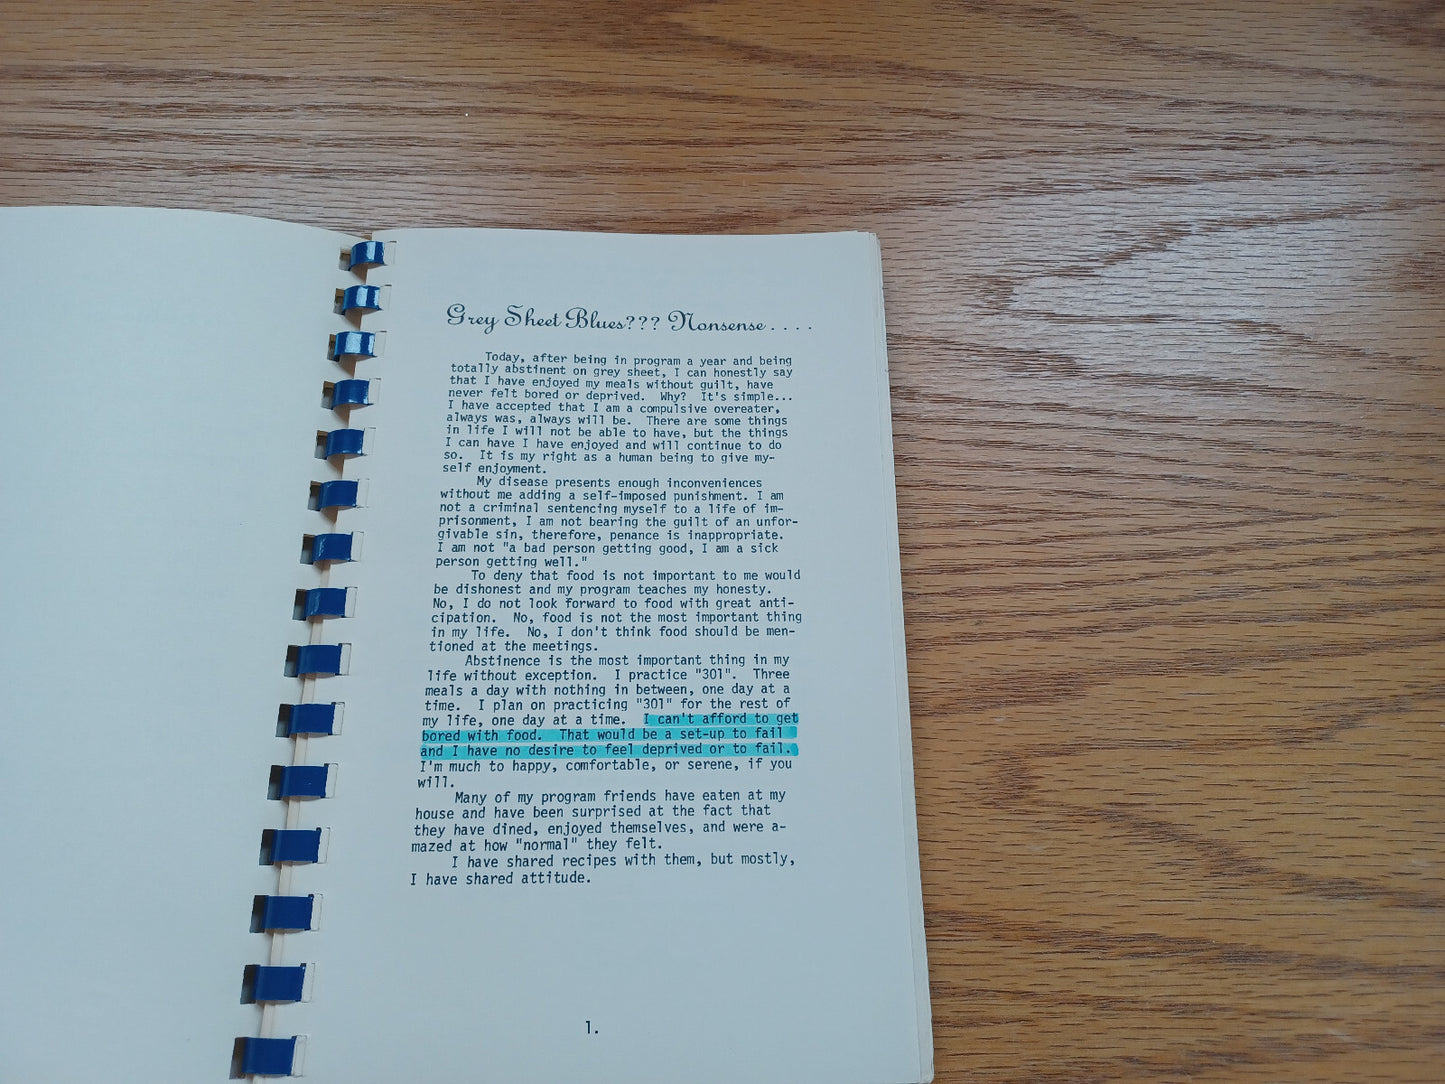 Grey Sheet Blues??? Nonsense . . . .
Today, after being in program a year and being
totally abstinent on grey sheet, I can honestly say
that I have enjoyed my meals without guilt, have
never felt bored or deprived. Why? It's simple...
I have accepted that I am a compulsive overeater,
always was, always will be. There are some things
in life I will not be able to have, but the things
I can have I have enjoyed and will continue to do
so. It is my right as a human being to give my-
self enjoyment.
My disease presents enough inconveniences
without me adding a self-imposed punishment. I am
not a criminal sentencing myself to a life of im-
prisonment, I am not bearing the guilt of an unfor-
givable sin, therefore, penance is inappropriate.
I am not "a bad person getting good, I am a sick
person getting well."
To deny that food is not important to me would
be dishonest and my program teaches my honesty.
No, I do not look forward to food with great anti-
cipation. No, food is not the most important thing
in my life. No, I don't think food should be men-
tioned at the meetings.
Abstinence is the most important thing in my
life without exception. I practice "301". Three
meals a day with nothing in between, one day at a
time. I plan on practicing "301" for the rest of
my life, one day at a time. I can't afford to get
bored with food. That would be a set-up to fail
and I have no desire to feel deprived or to fail.
I'm much to happy, comfortable, or serene, if you
will.
Many of my program friends have eaten at my
house and have been surprised at the fact that
they have dined, enjoyed themselves, and were a-
mazed at how "normal" they felt.
I have shared recipes with them, but mostly,
I have shared attitude.
1.